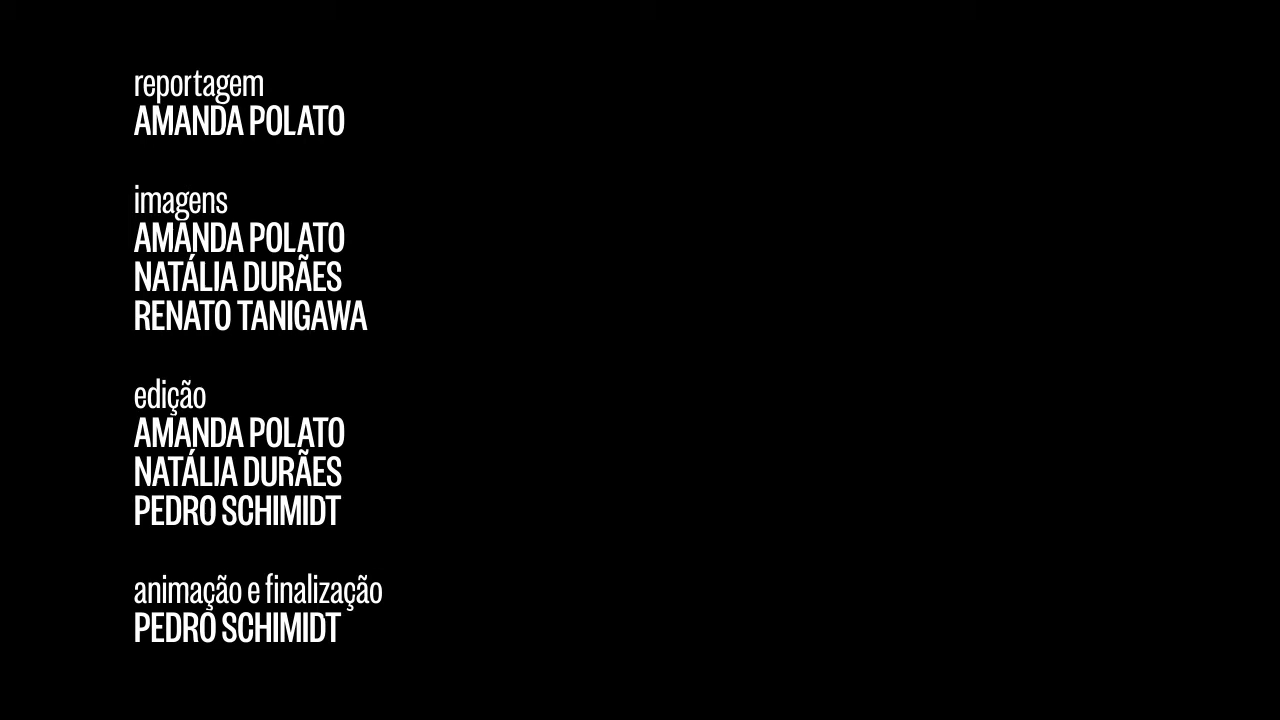 reportagem
AMANDA POLATO
imagens
AMANDA POLATO
NATÁLIA DURÃES
RENATO TANIGAWA
edição
AMANDA POLATO
NATÁLIA DURÃES
PEDRO SCHIMIDT
animação e finalização
PEDRO SCHIMIDT